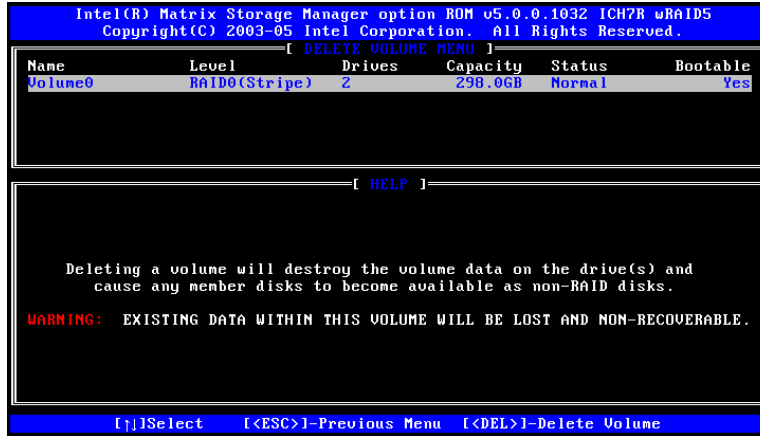 Intel(R) Matrix Storage Manager option ROM v5.0.0.1032 ICH7R wRAID5
Copyright(C) 2003-05 Intel Corporation. All Rights Reserved.
[ DELETE VOLUME MENU ]
Name Level Drives Capacity Status Bootable
Volume0 RAID0(Stripe) 2 298.0GB Normal Yes
[ HELP ]
Deleting a volume will destroy the volume data on the drive(s) and
cause any member disks to become available as non-RAID disks.
WARNING: EXISTING DATA WITHIN THIS VOLUME WILL BE LOST AND NON-RECOVERABLE.
[↑↓]Select [<ESC>]-Previous Menu [<DEL>]-Delete Volume